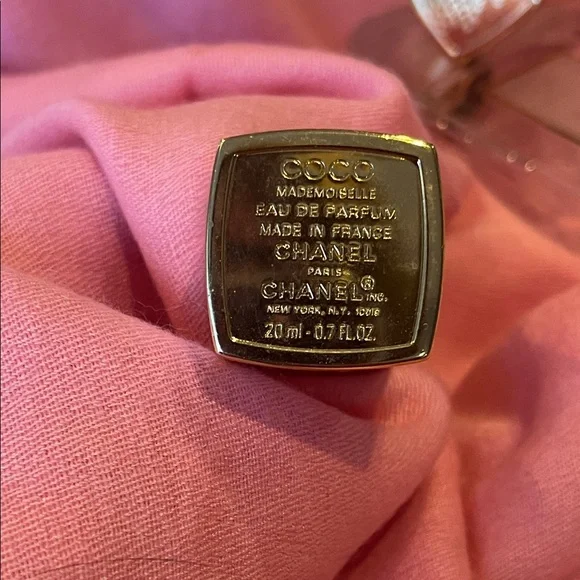 COCO
MADEMOISELLE
EAU DE PARFUM
MADE IN FRANCE
CHANEL
PARIS
CHANEL® INC.
NEW YORK, N.Y. 10019
20 ml - 0.7 FL.OZ.